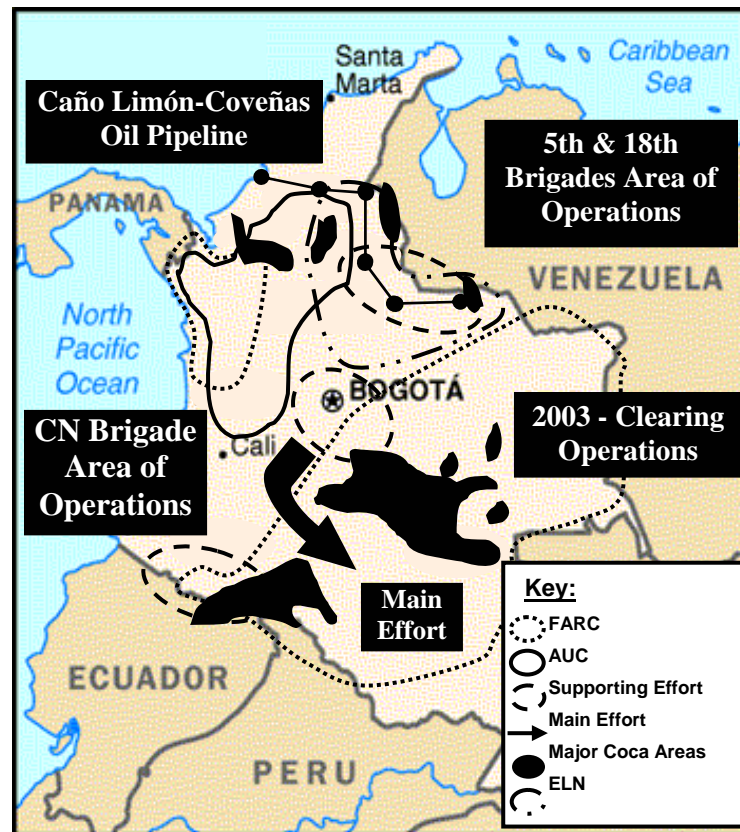 Santa
Marta
Caribbean
Sea
Caño Limón-Coveñas
Oil Pipeline
5th & 18th
Brigades Area of
Operations
PANAMA
VENEZUELA
North
Pacific
Ocean
BOGOTÁ
CN Brigade
Area of
Operations
Cali
2003 - Clearing
Operations
Main
Effort
ECUADOR
PERU
Key:
FARC
AUC
Supporting Effort
Main Effort
Major Coca Areas
ELN